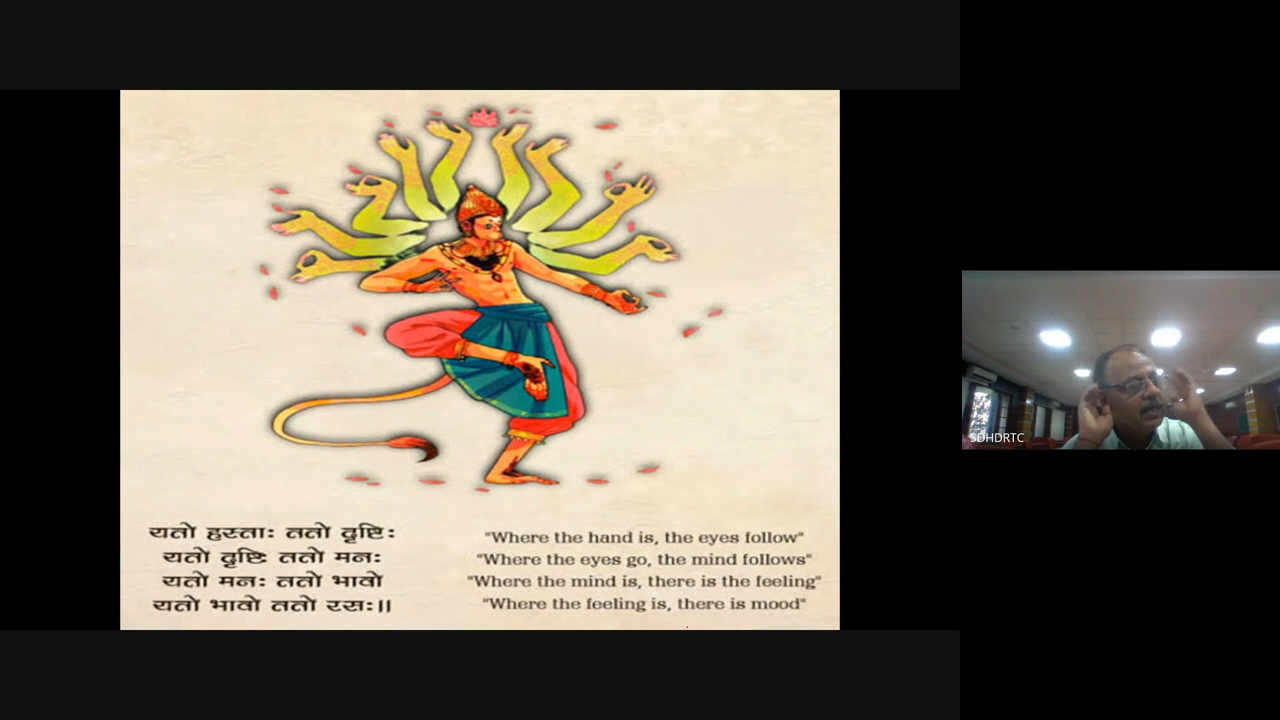 यतो हस्ताः ततो दृष्टिः
यतो दृष्टि ततो मनः
यतो मनः ततो भावो
यतो भावो ततो रसः॥
"Where the hand is, the eyes follow"
"Where the eyes go, the mind follows"
"Where the mind is, there is the feeling"
"Where the feeling is, there is mood"
SDHDRTC